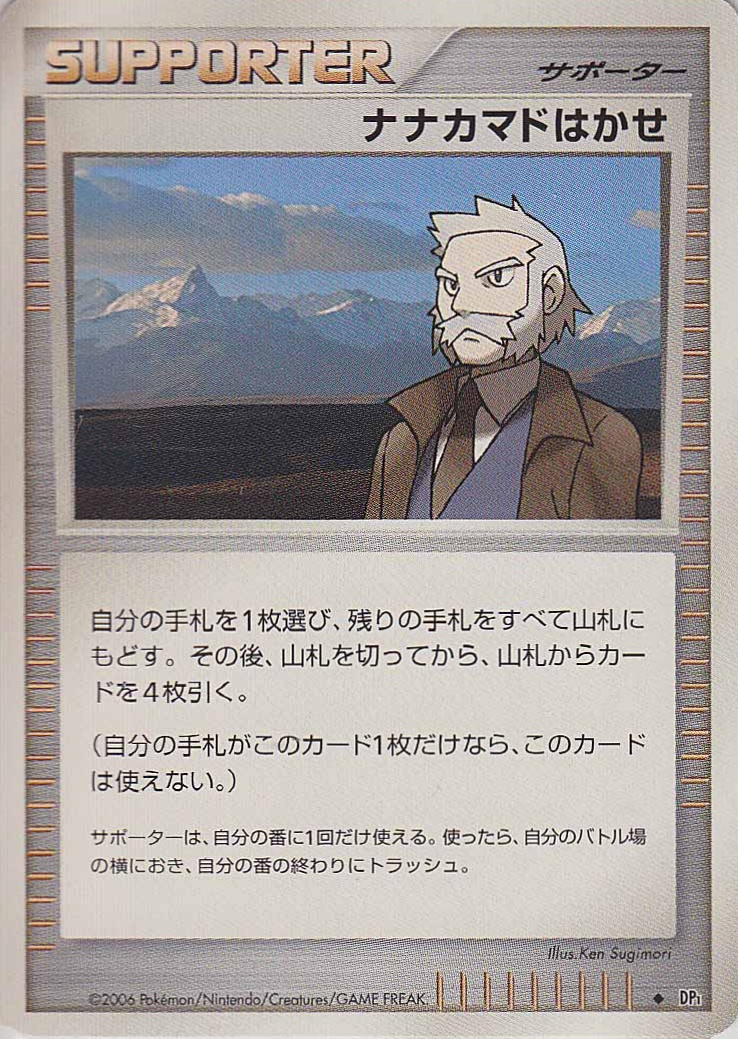 SUPPORTER
サポーター
ナナカマドはかせ
自分の手札を1枚選び、残りの手札をすべて山札に
もどす。その後、山札を切ってから、山札からカー
ドを4枚引く。
(自分の手札がこのカード1枚だけなら、このカード
は使えない。)
サポーターは、自分の番に1回だけ使える。使ったら、自分のバトル場
の横におき、自分の番の終わりにトラッシュ。
Illus.Ken Sugimori
©2006 Pokémon/Nintendo/Creatures/GAME FREAK.
DP1